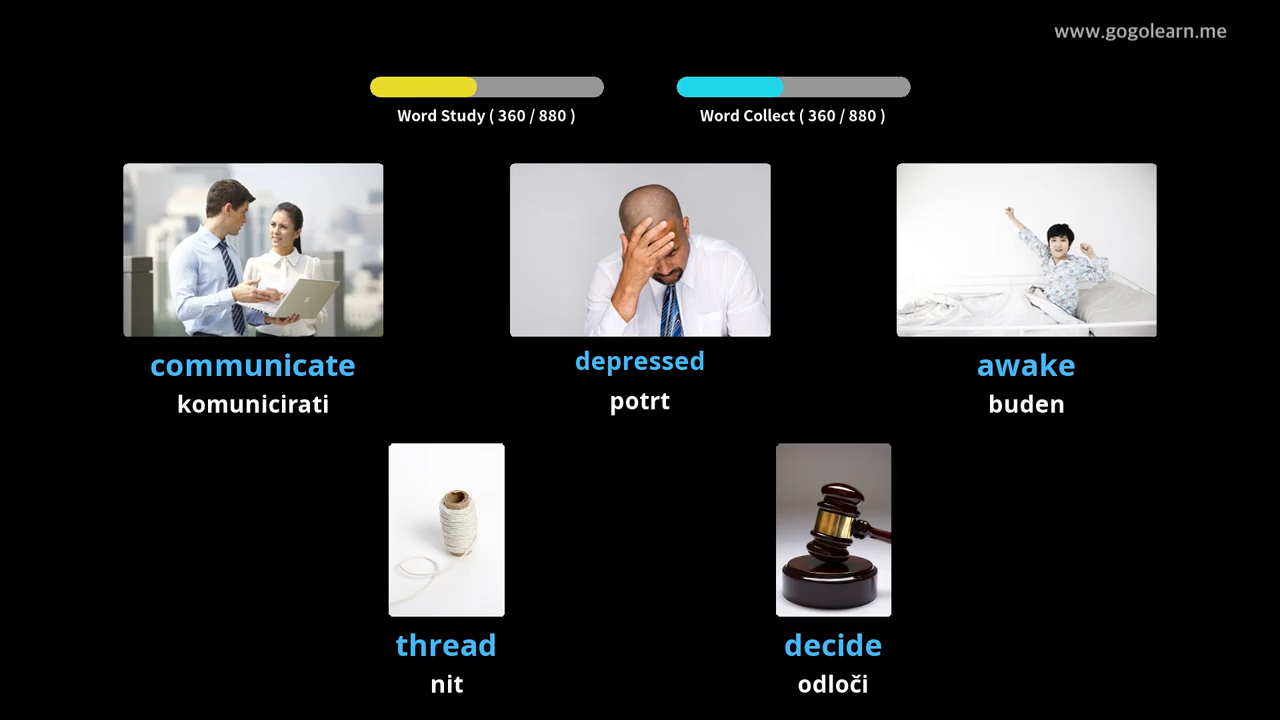 www.gogolearn.me
Word Study ( 360 / 880 )
Word Collect ( 360 / 880 )
communicate
komunicirati
depressed
potrt
awake
buden
thread
nit
decide
odloči